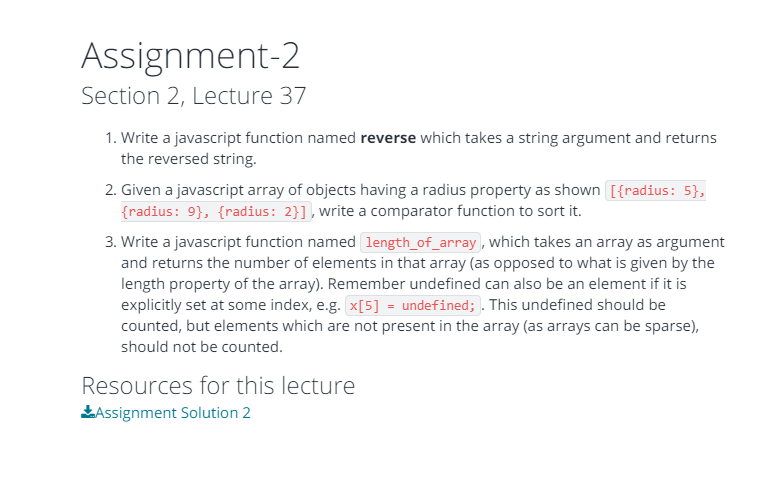 Assignment-2
Section 2, Lecture 37
1. Write a javascript function named reverse which takes a string argument and returns
the reversed string.
2. Given a javascript array of objects having a radius property as shown [{radius: 5},
{radius: 9}, {radius: 2}], write a comparator function to sort it.
3. Write a javascript function named length_of_array, which takes an array as argument
and returns the number of elements in that array (as opposed to what is given by the
length property of the array). Remember undefined can also be an element if it is
explicitly set at some index, e.g. x[5] = undefined;. This undefined should be
counted, but elements which are not present in the array (as arrays can be sparse),
should not be counted.
Resources for this lecture
Assignment Solution 2